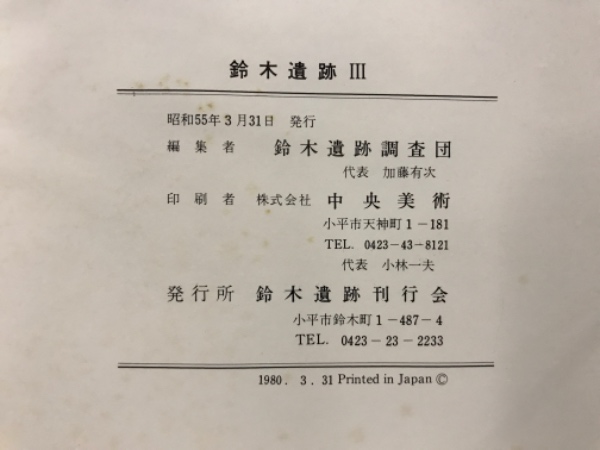 鈴木遺跡 III
昭和55年3月31日 発行
編集者 鈴木遺跡調査団
代表 加藤有次
印刷者 株式会社 中央美術
小平市天神町1－181
TEL. 0423－43－8121
代表 小林一夫
発行所 鈴木遺跡刊行会
小平市鈴木町1－487－4
TEL. 0423－23－2233
1980. 3. 31 Printed in Japan ©